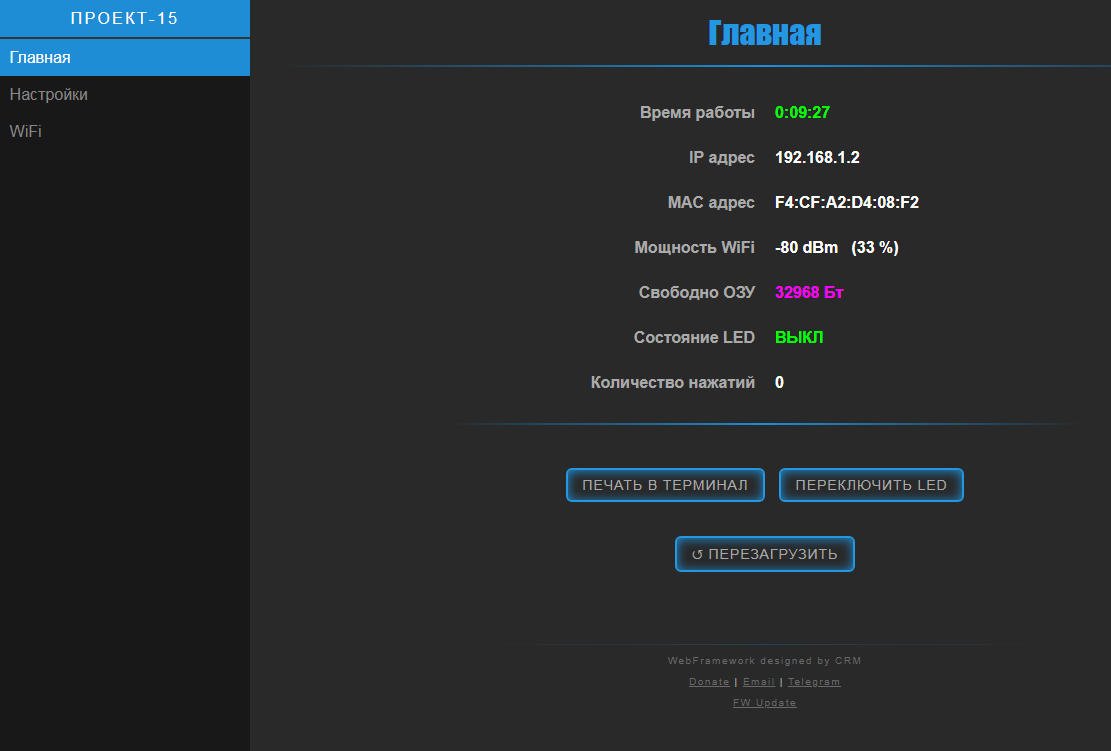 ПРОЕКТ-15
Главная
Настройки
WiFi
Главная
Время работы 0:09:27
IP адрес 192.168.1.2
MAC адрес F4:CF:A2:D4:08:F2
Мощность WiFi -80 dBm (33 %)
Свободно ОЗУ 32968 Бт
Состояние LED ВЫКЛ
Количество нажатий 0
ПЕЧАТЬ В ТЕРМИНАЛ ПЕРЕКЛЮЧИТЬ LED
↺ ПЕРЕЗАГРУЗИТЬ
WebFramework designed by CRM
Donate | Email | Telegram
FW Update